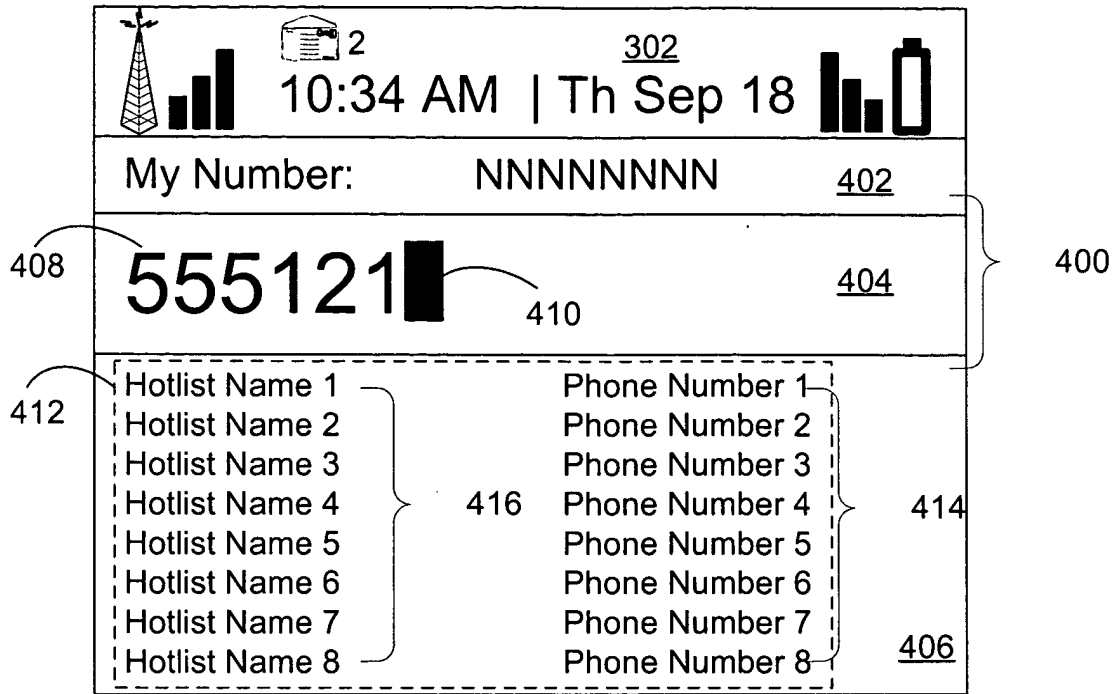 2 302
10:34 AM | Th Sep 18
My Number: NNNNNNNN 402
408 555121 410 404 400
412
Hotlist Name 1 Phone Number 1
Hotlist Name 2 Phone Number 2
Hotlist Name 3 Phone Number 3
Hotlist Name 4 416 Phone Number 4 414
Hotlist Name 5 Phone Number 5
Hotlist Name 6 Phone Number 6
Hotlist Name 7 Phone Number 7
Hotlist Name 8 Phone Number 8 406